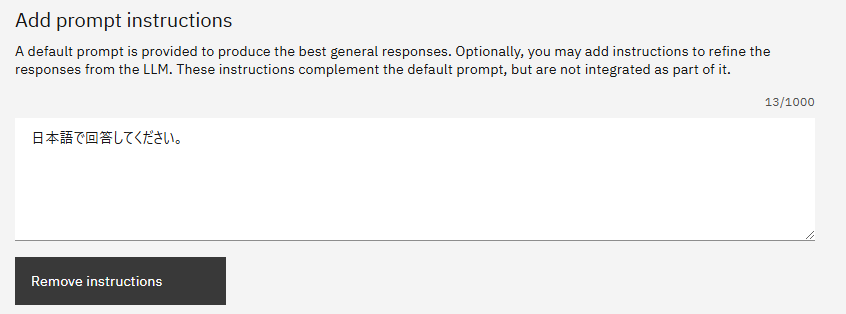 Add prompt instructions
A default prompt is provided to produce the best general responses. Optionally, you may add instructions to refine the
responses from the LLM. These instructions complement the default prompt, but are not integrated as part of it.
13/1000
日本語で回答してください。
Remove instructions